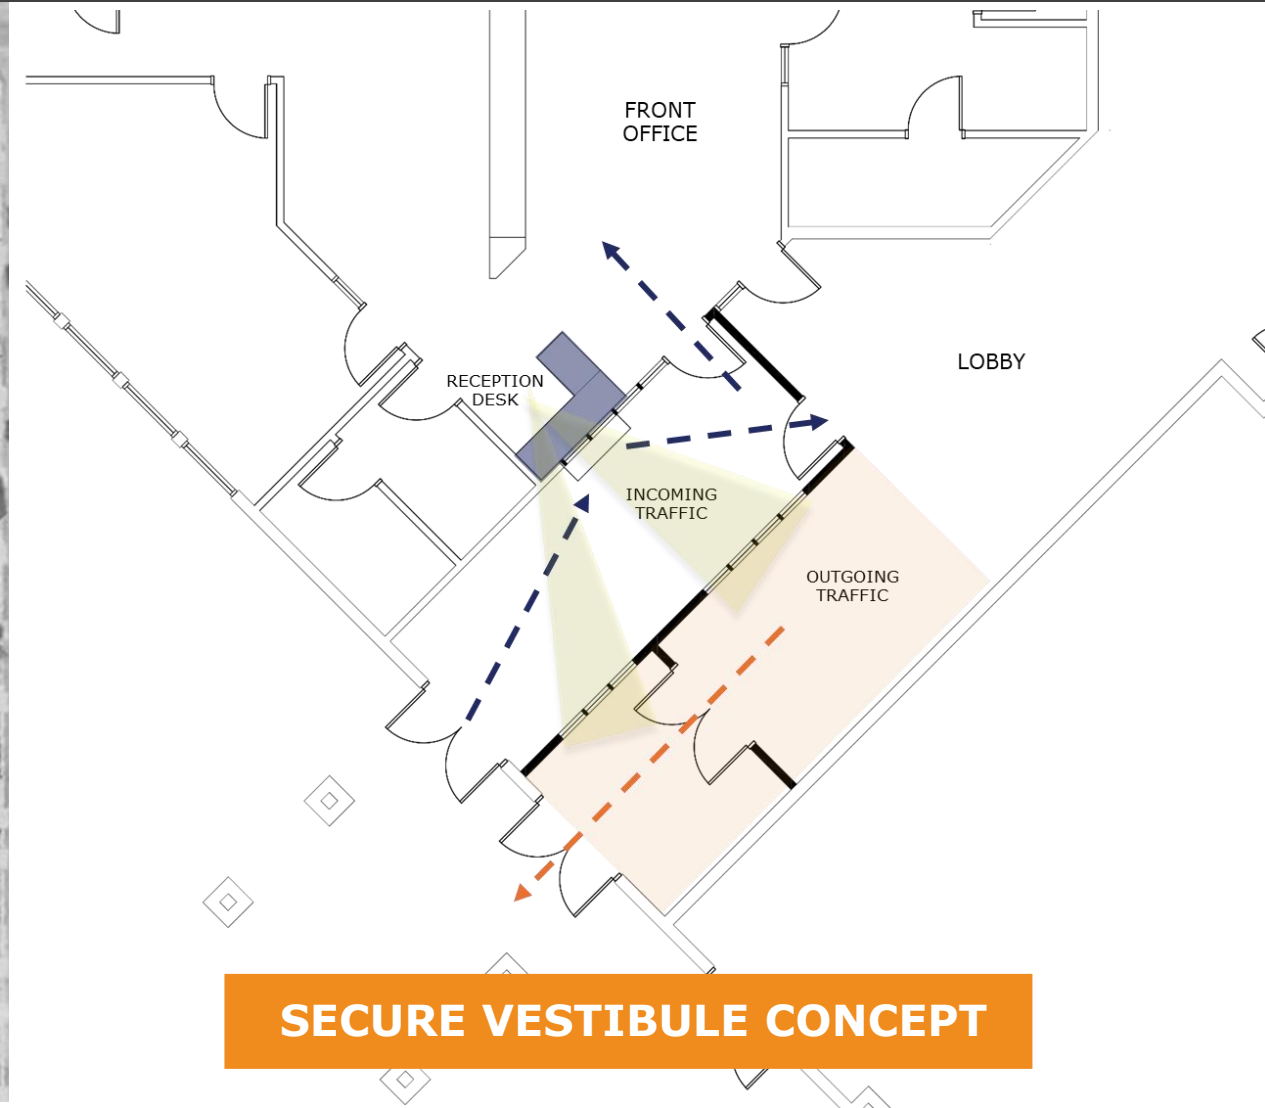 FRONT
OFFICE
LOBBY
RECEPTION
DESK
INCOMING
TRAFFIC
OUTGOING
TRAFFIC
SECURE VESTIBULE CONCEPT